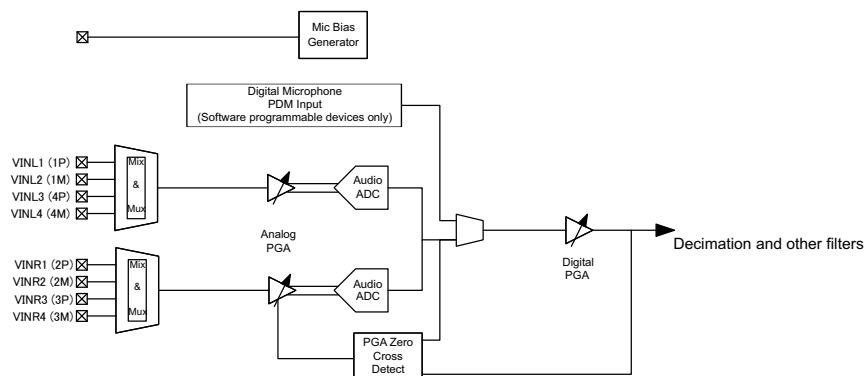 Mic Bias
Generator
Digital Microphone
PDM Input
(Software programmable devices only)
VINL1 (1P)
VINL2 (1M)
VINL3 (4P)
VINL4 (4M)
Mix
&
Mux
Audio
ADC
Analog
PGA
Digital
PGA
Decimation and other filters
VINR1 (2P)
VINR2 (2M)
VINR3 (3P)
VINR4 (3M)
Mix
&
Mux
Audio
ADC
PGA Zero
Cross
Detect